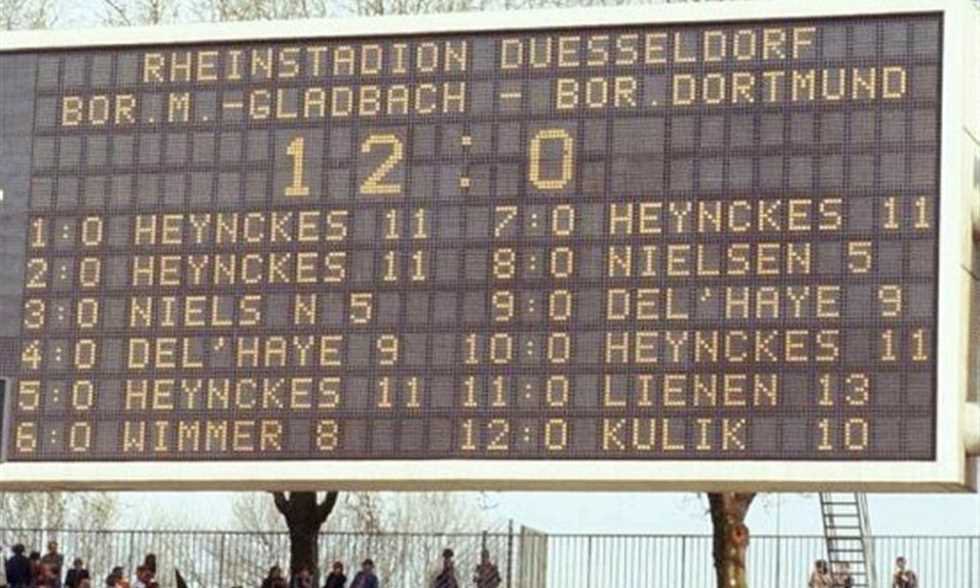 RHEINSTADION DUESSELDORF
BOR.M.-GLADBACH - BOR.DORTMUND
12:0
1:0 HEYNCKES 11 7:0 HEYNCKES 11
2:0 HEYNCKES 11 8:0 NIELSEN 5
3:0 NIELS N 5 9:0 DEL'HAYE 9
4:0 DEL'HAYE 9 10:0 HEYNCKES 11
5:0 HEYNCKES 11 11:0 LIENEN 13
6:0 WIMMER 8 12:0 KULIK 10